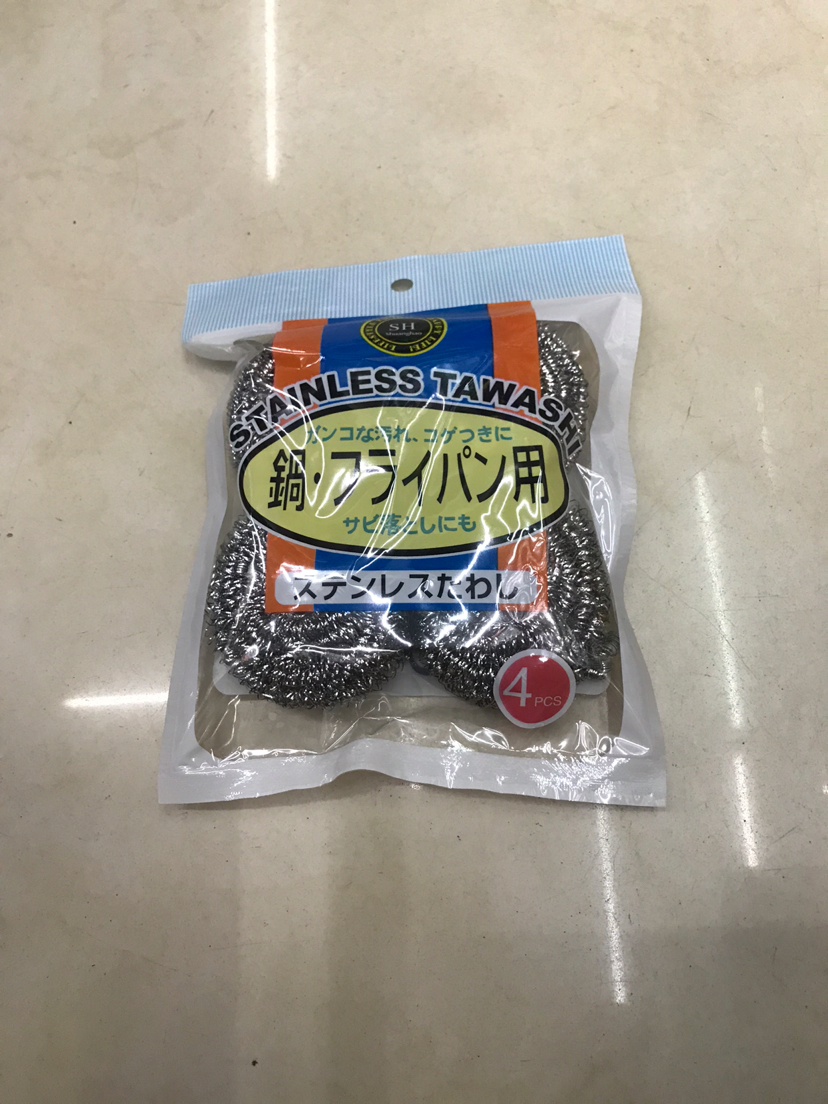 SH
shuanghao
STAINLESS TAWASHI
ガンコな汚れ、コゲつきに
鍋・フライパン用
サビ落としにも
ステンレスたわし
4PCS